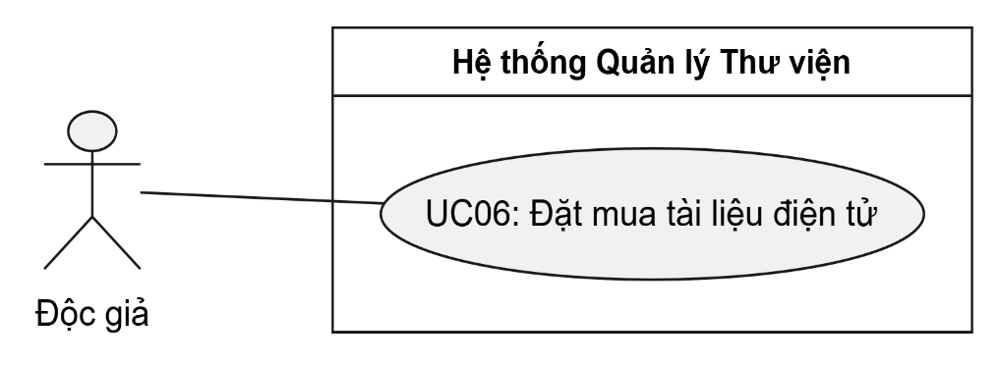 Hệ thống Quản lý Thư viện
UC06: Đặt mua tài liệu điện tử
Độc giả